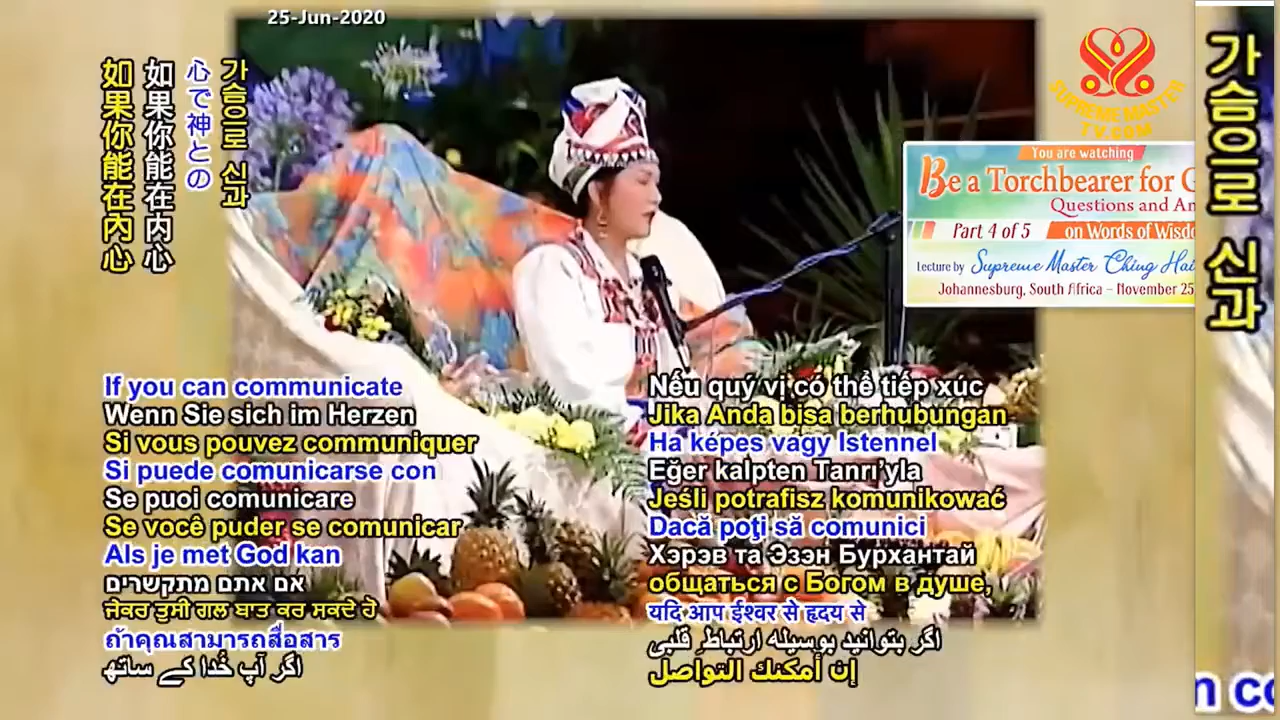 25-Jun-2020
SUPREME MASTER
TV.COM
You are watching
Be a Torchbearer for G
Questions and An
Part 4 of 5
on Words of Wisdo
Lecture by Supreme Master Ching Hai
Johannesburg, South Africa – November 25
가슴으로 신과
心で神との
如果你能在内心
如果你能在內心
If you can communicate
Wenn Sie sich im Herzen
Si vous pouvez communiquer
Si puede comunicarse con
Se puoi comunicare
Se você puder se comunicar
Als je met God kan
אם אתם מתקשרים
ਜੇਕਰ ਤੁਸੀ ਗਲ ਬਾਤ ਕਰ ਸਕਦੇ ਹੋ
ถ้าคุณสามารถสื่อสาร
اگر آپ خُدا کے ساتھ
Nếu quý vị có thể tiếp xúc
Jika Anda bisa berhubungan
Ha képes vagy Istennel
Eğer kalpten Tanrı’yla
Jeśli potrafisz komunikować
Dacă poţi să comunici
Хэрэв та Эзэн Бурхантай
общаться с Богом в душе,
यदि आप ईश्वर से हृदय से
اگر بتوانید بوسیله ارتباطِ قلبی
إن أمكنك التواصل
가슴으로 신과
n co